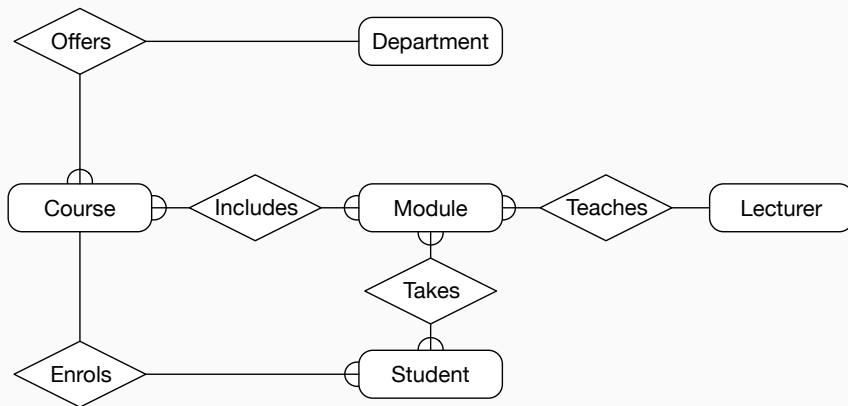 Offers
Department
Course
Includes
Module
Teaches
Lecturer
Takes
Enrols
Student